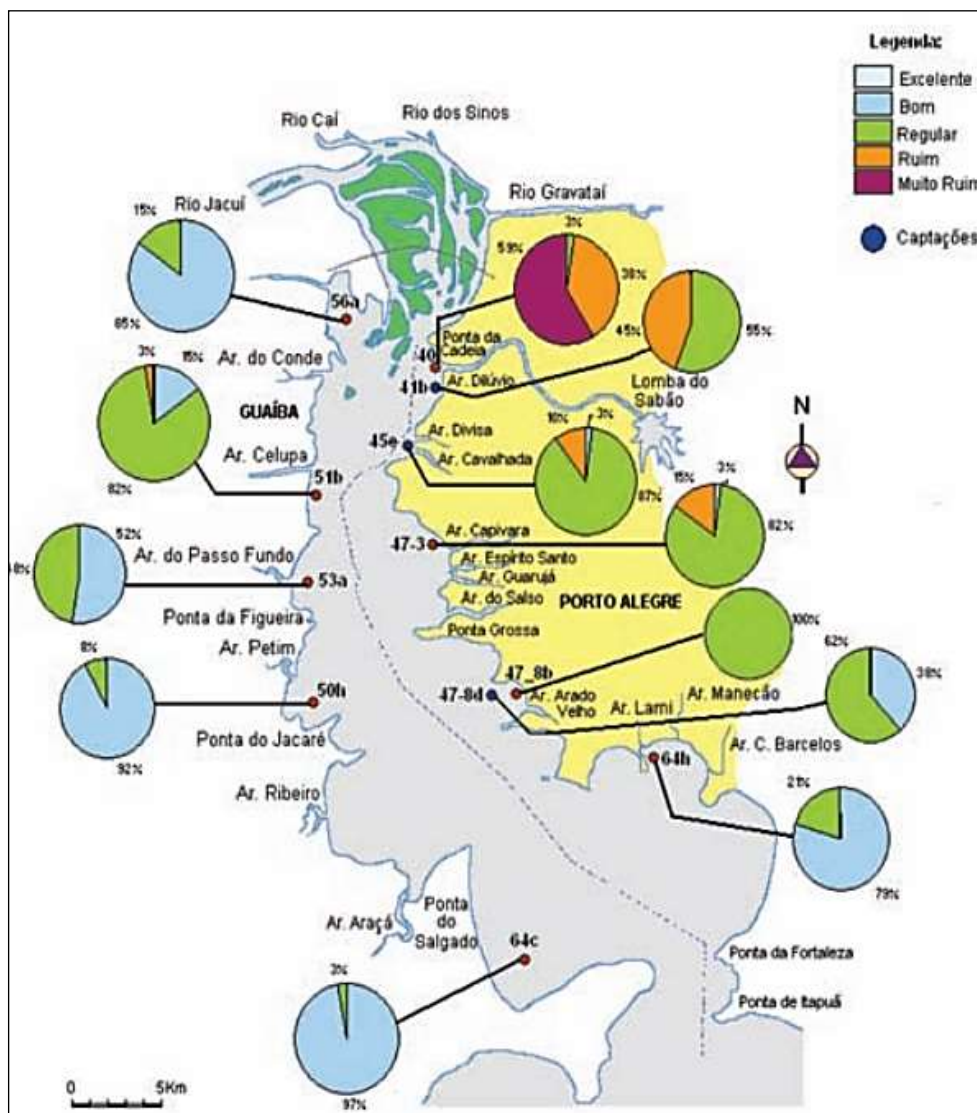 Legenda:
Excelente
Bom
Regular
Ruim
Muito Ruim
Captações
Rio Caí
Rio dos Sinos
Rio Gravataí
Rio Jacuí
15%
85%
56a
59%
3%
38%
40
Ponta da
Cadeia
45%
55%
41b
Ar. Dilúvio
Lomba do
Sabão
N
Ar. do Conde
3%
15%
82%
GUAÍBA
Ar. Celupa
51b
45e
Ar. Divisa
Ar. Cavalhada
10%
3%
87%
15%
3%
82%
47-3
Ar. Capivara
Ar. Espírito Santo
Ar. Guarujá
Ar. do Salso
PORTO ALEGRE
Ponta Grossa
52%
48%
Ar. do Passo Fundo
53a
Ponta da Figueira
Ar. Petim
8%
92%
50h
Ponta do Jacaré
100%
47_8b
47-8d
Ar. Arado
Velho
Ar. Lami
Ar. Manecão
62%
38%
Ar. C. Barcelos
64h
21%
79%
Ar. Ribeiro
Ar. Araçá
Ponta
do
Salgado
64c
3%
97%
Ponta da Fortaleza
Ponta de Itapuã
0
5Km